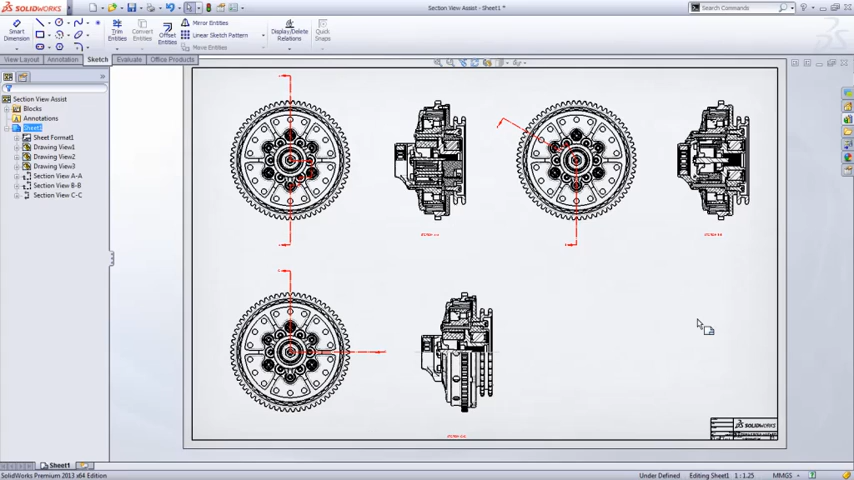 SOLIDWORKS
Section View Assist - Sheet1 *
Search Commands
Smart Dimension
Trim Entities
Convert Entities
Offset Entities
Mirror Entities
Linear Sketch Pattern
Move Entities
Display/Delete Relations
Quick Snaps
View Layout
Annotation
Sketch
Evaluate
Office Products
Section View Assist
Blocks
Annotations
Sheet1
Sheet Format1
Drawing View1
Drawing View2
Drawing View3
Section View A-A
Section View B-B
Section View C-C
Sheet1
SolidWorks Premium 2013 x64 Edition
Under Defined
Editing Sheet1
1 : 1.25
MMGS